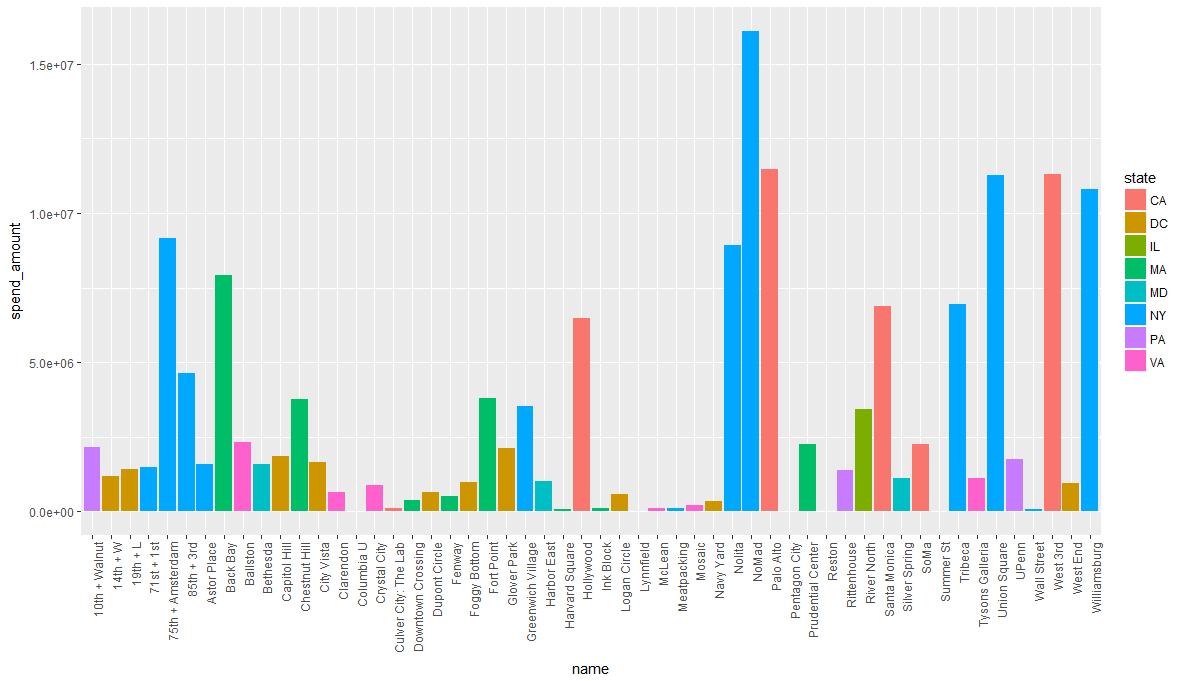 spend_amount
1.5e+07
1.0e+07
5.0e+06
0.0e+00
10th + Walnut
14th + W
19th + L
71st + 1st
75th + Amsterdam
85th + 3rd
Astor Place
Back Bay
Ballston
Bethesda
Capitol Hill
Chestnut Hill
City Vista
Clarendon
Columbia U
Crystal City
Culver City: The Lab
Downtown Crossing
Dupont Circle
Fenway
Foggy Bottom
Fort Point
Glover Park
Greenwich Village
Harbor East
Harvard Square
Hollywood
Ink Block
Logan Circle
Lynnfield
McLean
Meatpacking
Mosaic
Navy Yard
Nolita
NoMad
Palo Alto
Pentagon City
Prudential Center
Reston
Rittenhouse
River North
Santa Monica
Silver Spring
SoMa
Summer St
Tribeca
Tysons Galleria
Union Square
UPenn
Wall Street
West 3rd
West End
Williamsburg
name
state
CA
DC
IL
MA
MD
NY
PA
VA